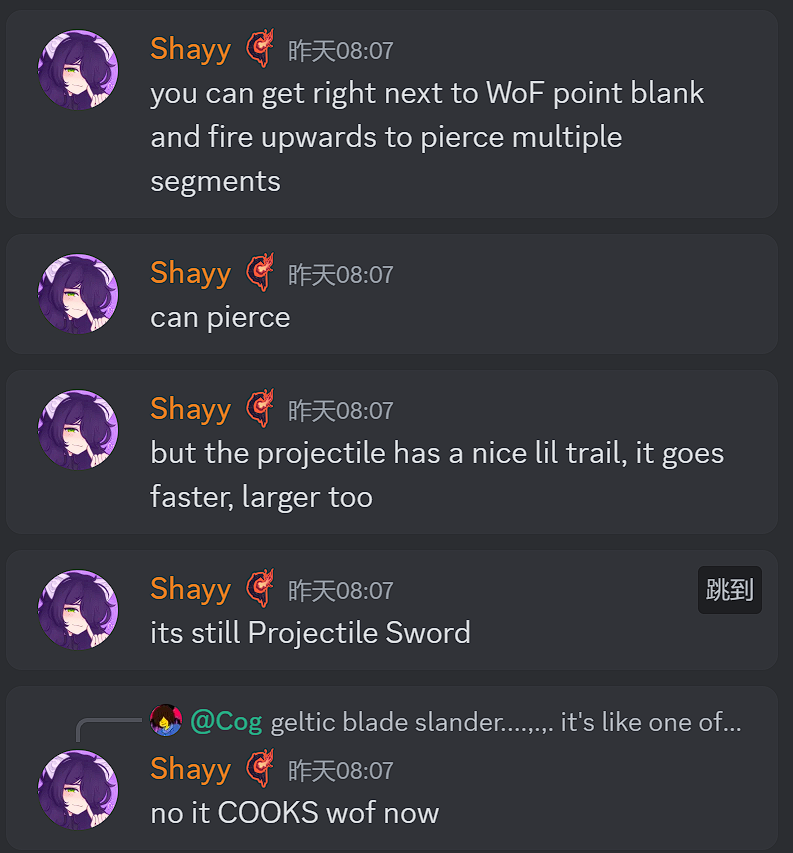 Shayy 昨天08:07
you can get right next to WoF point blank
and fire upwards to pierce multiple
segments
Shayy 昨天08:07
can pierce
Shayy 昨天08:07
but the projectile has a nice lil trail, it goes
faster, larger too
Shayy 昨天08:07
跳到
its still Projectile Sword
@Cog geltic blade slander....,.,. it's like one of...
Shayy 昨天08:07
no it COOKS wof now